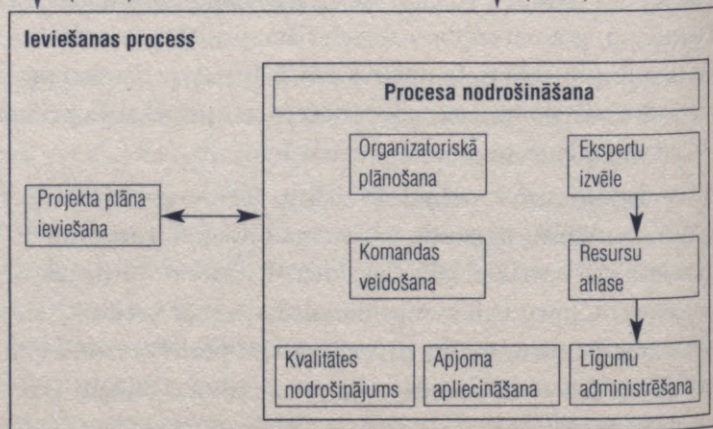 Ieviešanas process
Procesa nodrošināšana
Organizatoriskā
plānošana
Ekspertu
izvēle
Projekta plāna
ieviešana
Komandas
veidošana
Resursu
atlase
Kvalitātes
nodrošinājums
Apjoma
apliecināšana
Līgumu
administrēšana